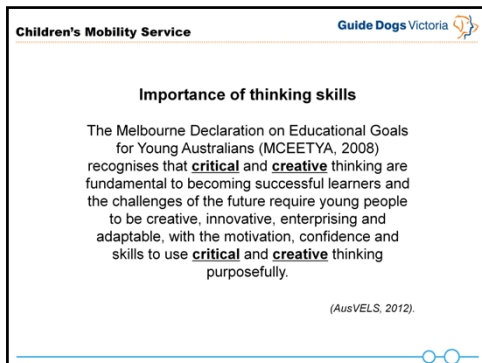 Children's Mobility Service
Guide Dogs Victoria
Importance of thinking skills
The Melbourne Declaration on Educational Goals
for Young Australians (MCEETYA, 2008)
recognises that critical and creative thinking are
fundamental to becoming successful learners and
the challenges of the future require young people
to be creative, innovative, enterprising and
adaptable, with the motivation, confidence and
skills to use critical and creative thinking
purposefully.
(AusVELS, 2012).